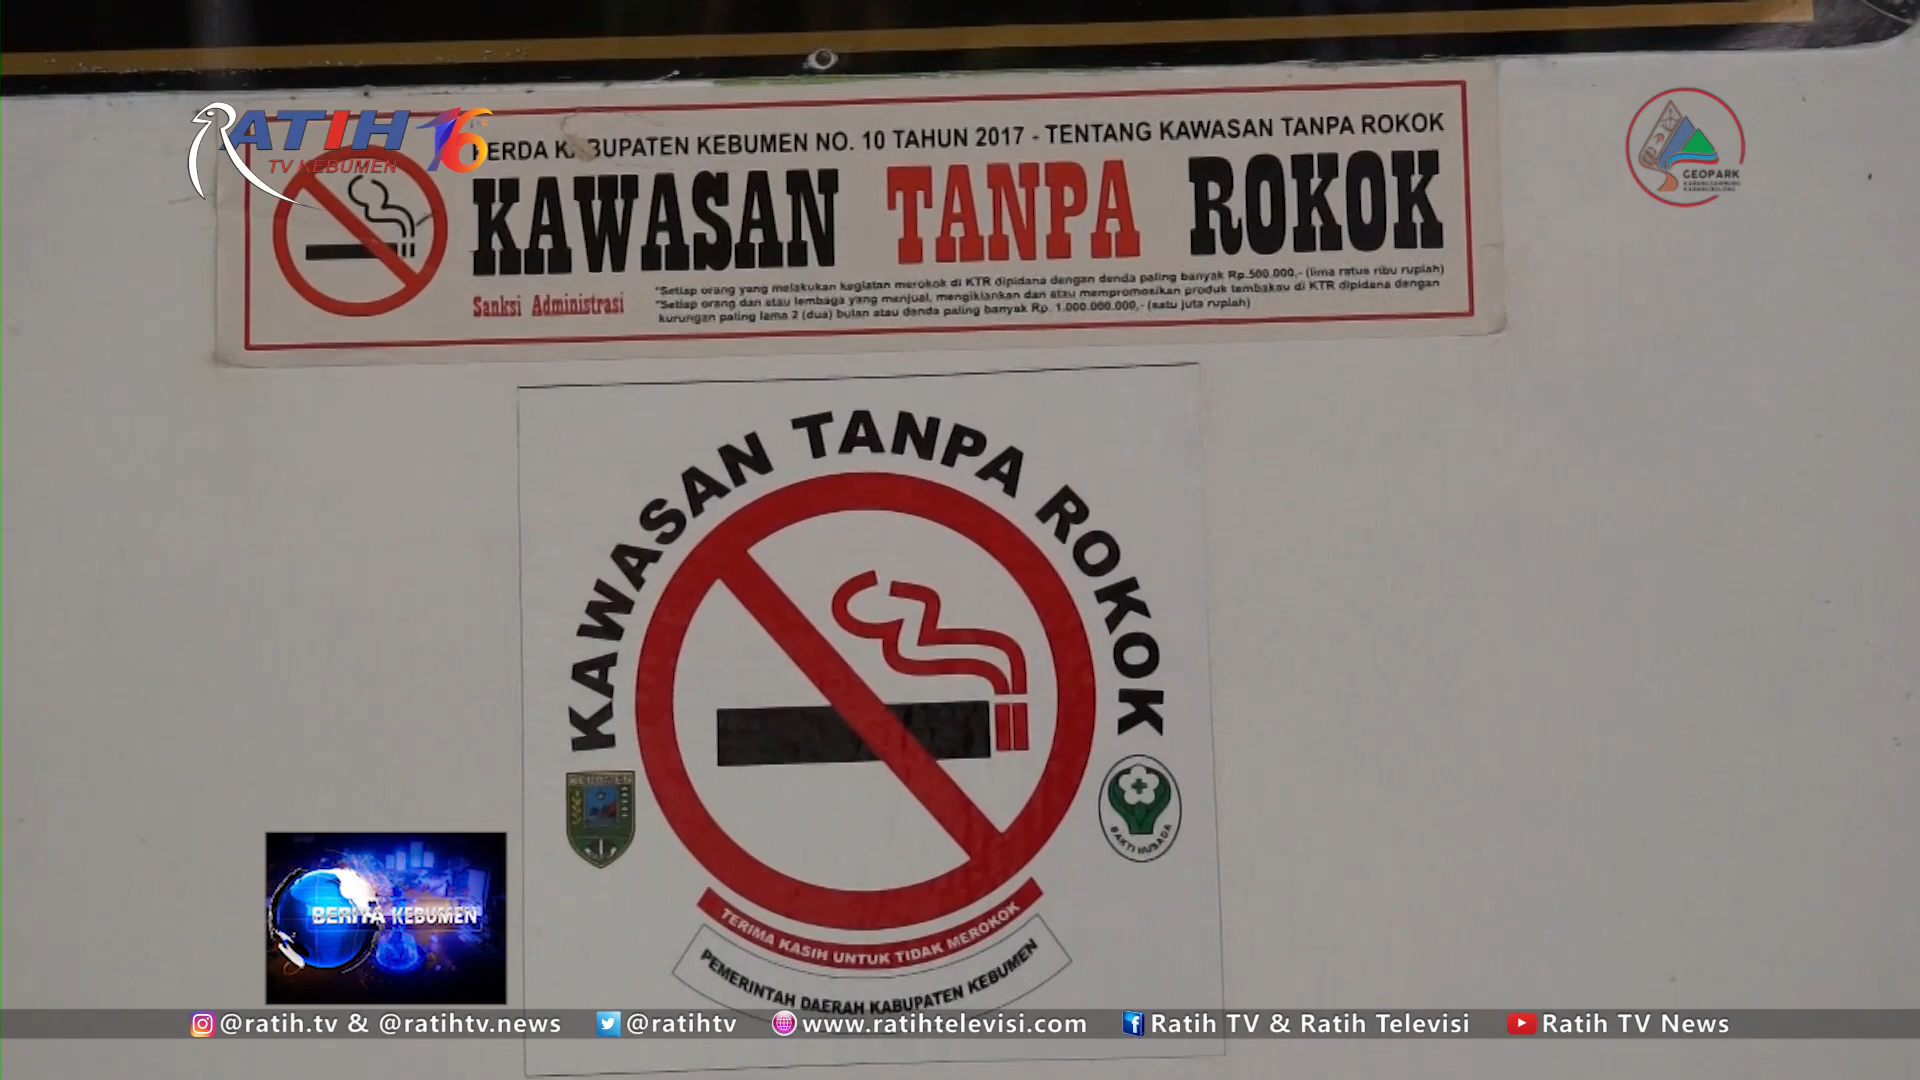 RATIH 16
TV KEBUMEN
PERDA KABUPATEN KEBUMEN NO. 10 TAHUN 2017 - TENTANG KAWASAN TANPA ROKOK
KAWASAN TANPA ROKOK
Sanksi Administrasi
"Setiap orang yang melakukan kegiatan merokok di KTR dipidana dengan denda paling banyak Rp.500.000,- (lima ratus ribu rupiah)
"Setiap orang dan atau lembaga yang menjual, mengiklankan dan atau mempromosikan produk tembakau di KTR dipidana dengan
kurungan paling lama 2 (dua) bulan atau denda paling banyak Rp. 1.000.000.000,- (satu juta rupiah)
GEOPARK
KARANGSAMBUNG
KARANGBOLONG
KAWASAN TANPA ROKOK
KEBUMEN
BAKTI HUSADA
TERIMA KASIH UNTUK TIDAK MEROKOK
PEMERINTAH DAERAH KABUPATEN KEBUMEN
BERITA KEBUMEN
@ratih.tv & @ratihtv.news @ratihtv www.ratihtelevisi.com Ratih TV & Ratih Televisi Ratih TV News